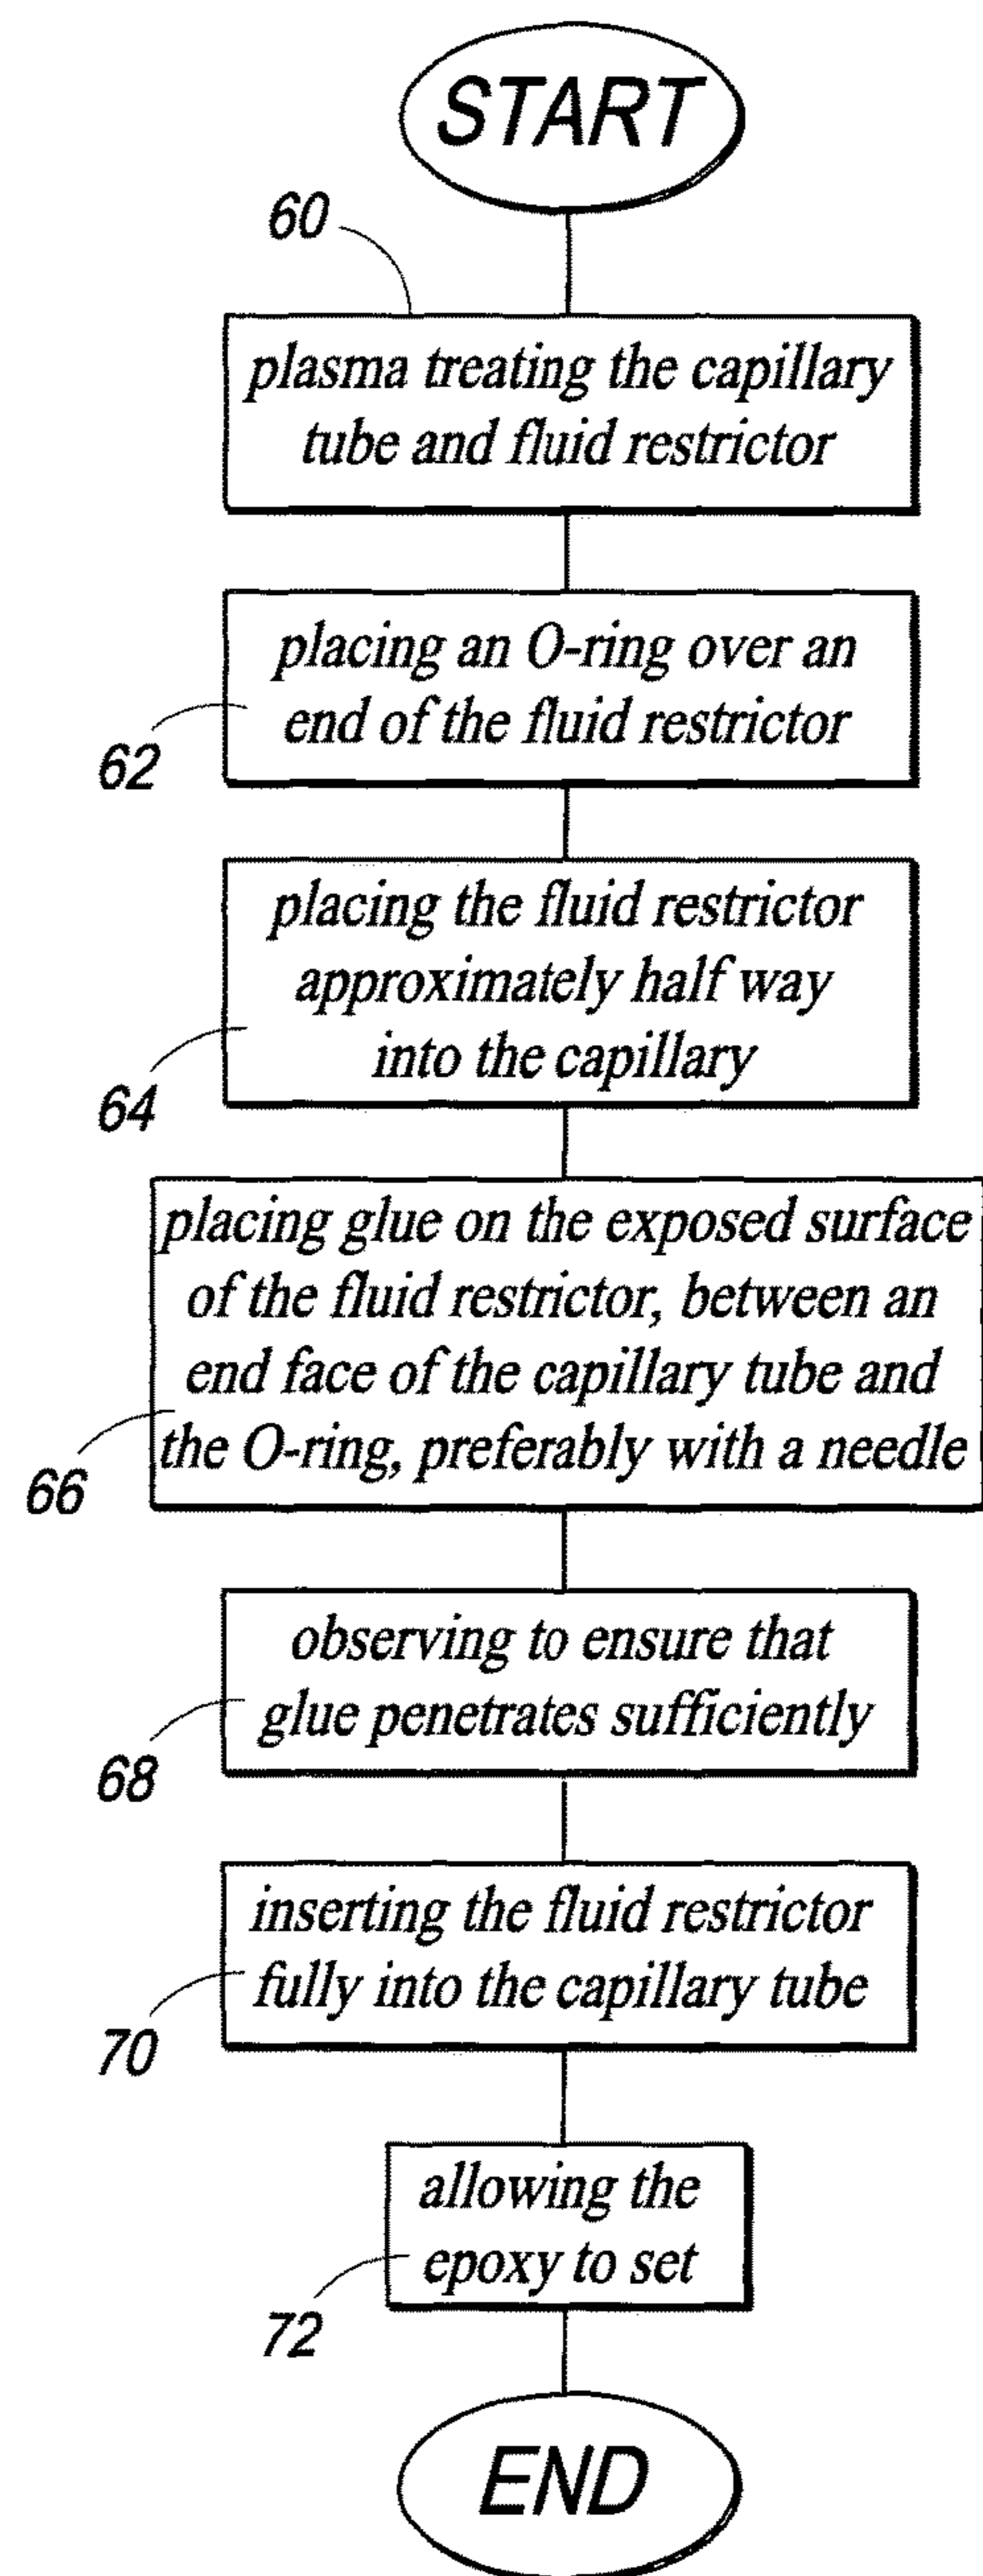 START
60
plasma treating the capillary
tube and fluid restrictor
placing an O-ring over an
end of the fluid restrictor
62
placing the fluid restrictor
approximately half way
into the capillary
64
placing glue on the exposed surface
of the fluid restrictor, between an
end face of the capillary tube and
the O-ring, preferably with a needle
66
observing to ensure that
glue penetrates sufficiently
68
inserting the fluid restrictor
fully into the capillary tube
70
allowing the
epoxy to set
72
END